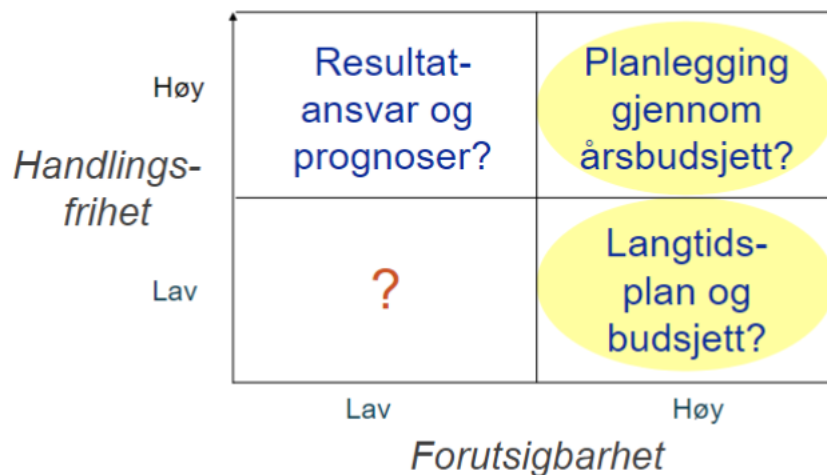 Høy
Resultat-
ansvar og
prognoser?
Planlegging
gjennom
årsbudsjett?
Handlings-
frihet
Lav
?
Langtids-
plan og
budsjett?
Lav
Høy
Forutsigbarhet